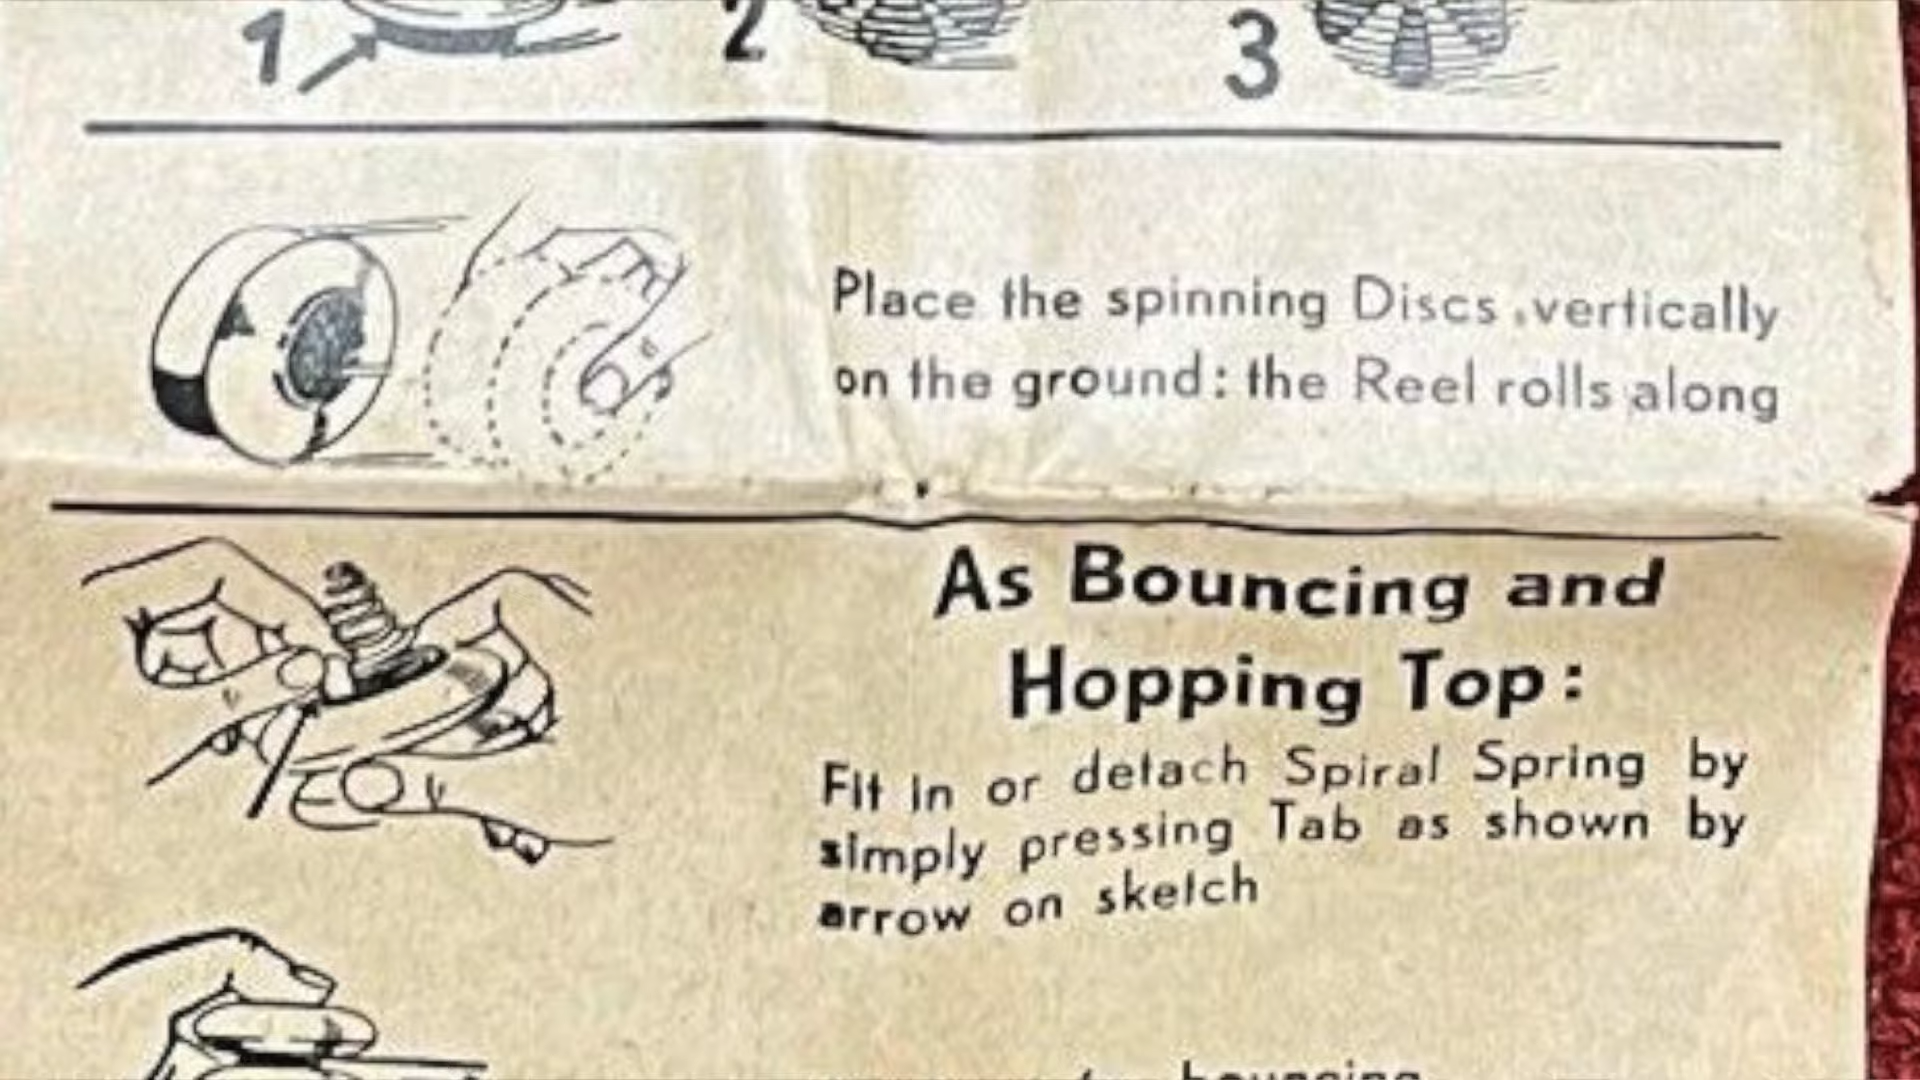 1 2 3
Place the spinning Discs vertically
on the ground: the Reel rolls along
As Bouncing and
Hopping Top:
Fit in or detach Spiral Spring by
simply pressing Tab as shown by
arrow on sketch
bouncing